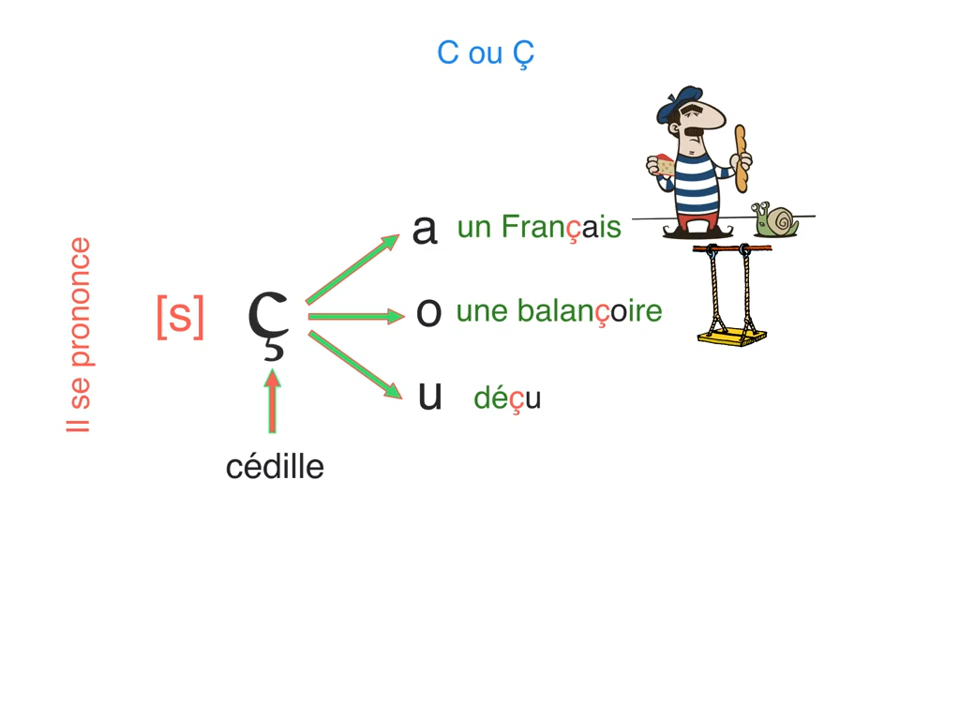 C ou Ç
a un Français
Il se prononce [s] ç o une balançoire
u déçu
cédille